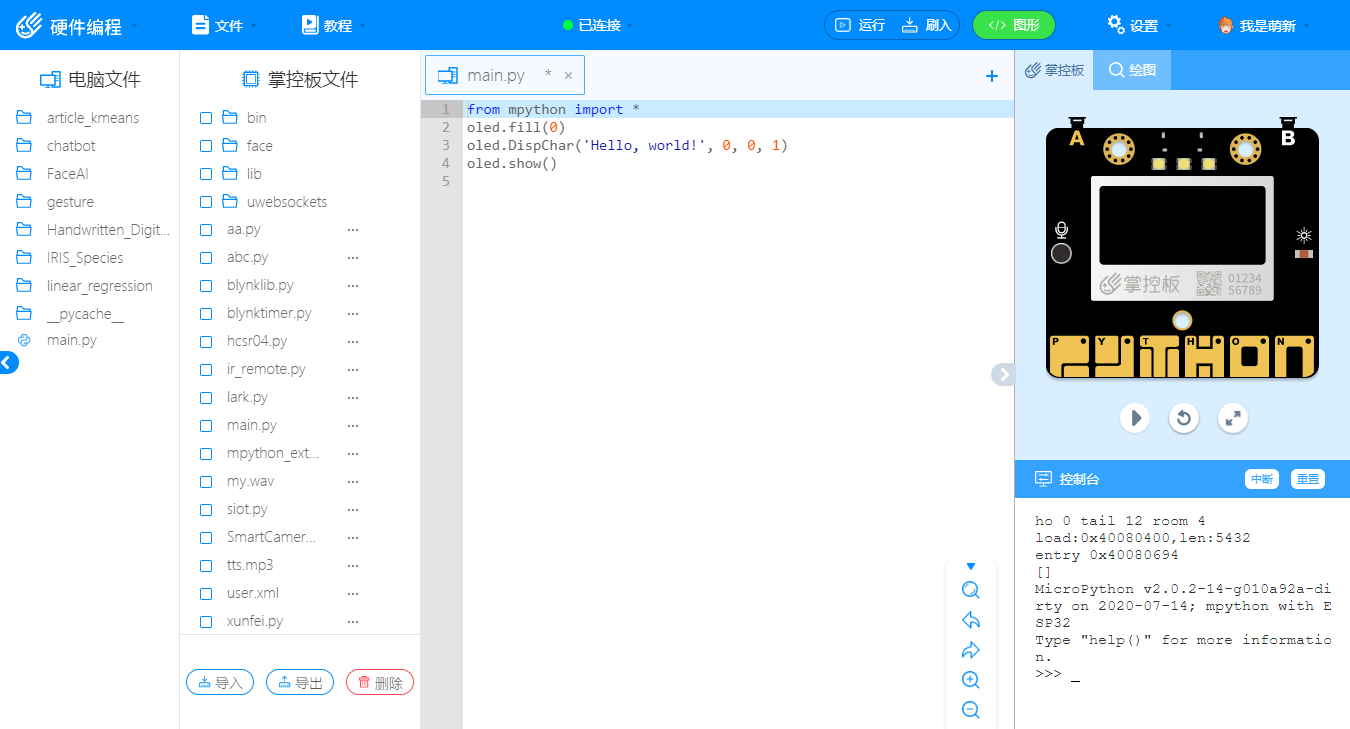 硬件编程
文件
教程
已连接
运行
刷入
</> 图形
设置
我是萌新
电脑文件
article_kmeans
chatbot
FaceAI
gesture
Handwritten_Digit...
IRIS_Species
linear_regression
__pycache__
main.py
掌控板文件
bin
face
lib
uwebsockets
aa.py ...
abc.py ...
blynklib.py ...
blynktimer.py ...
hcsr04.py ...
ir_remote.py ...
lark.py ...
main.py ...
mpython_ext... ...
my.wav ...
siot.py ...
SmartCamer... ...
tts.mp3 ...
user.xml ...
xunfei.py ...
导入
导出
删除
main.py * ×
+
1 from mpython import *
2 oled.fill(0)
3 oled.DispChar('Hello, world!', 0, 0, 1)
4 oled.show()
5
掌控板
绘图
A
B
掌控板
01234
56789
P Y T H O N
控制台
中断
重置
ho 0 tail 12 room 4
load:0x40080400,len:5432
entry 0x40080694
[]
MicroPython v2.0.2-14-g010a92a-di
rty on 2020-07-14; mpython with E
SP32
Type "help()" for more informatio
n.
>>> _